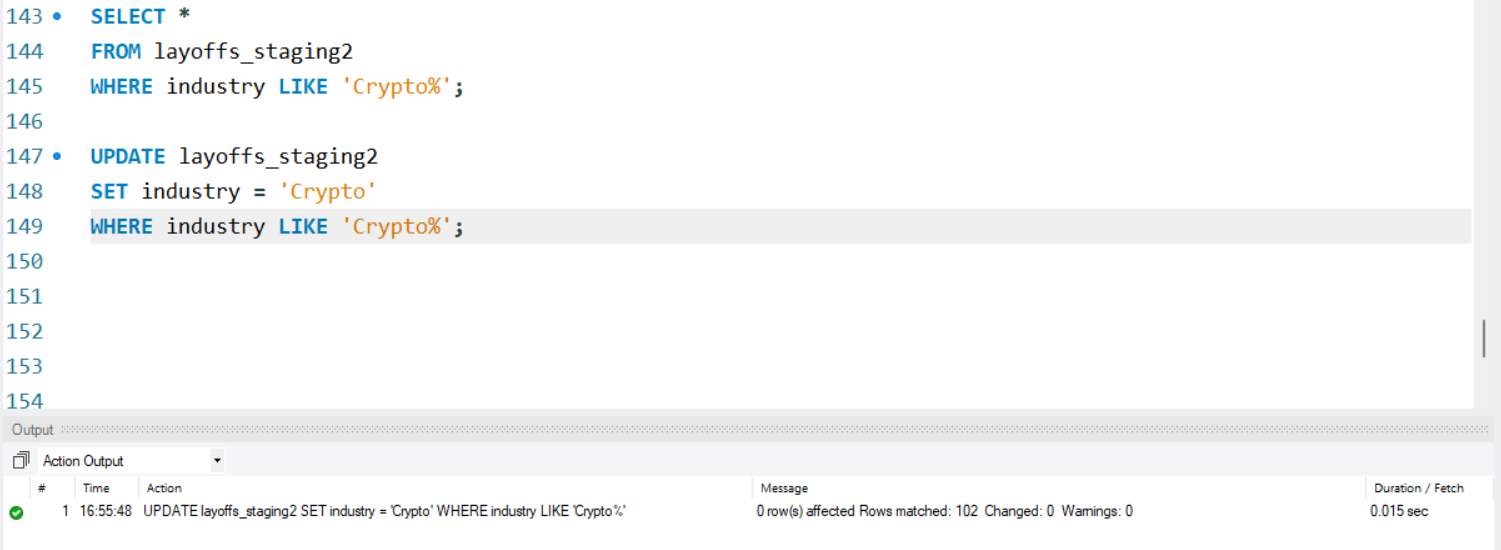 143 SELECT *
144 FROM layoffs_staging2
145 WHERE industry LIKE 'Crypto%';
146
147 UPDATE layoffs_staging2
148 SET industry = 'Crypto'
149 WHERE industry LIKE 'Crypto%';
150
151
152
153
154
Output
Action Output
# Time Action Message Duration / Fetch
1 16:55:48 UPDATE layoffs_staging2 SET industry = 'Crypto' WHERE industry LIKE 'Crypto%' 0 row(s) affected Rows matched: 102 Changed: 0 Warnings: 0 0.015 sec